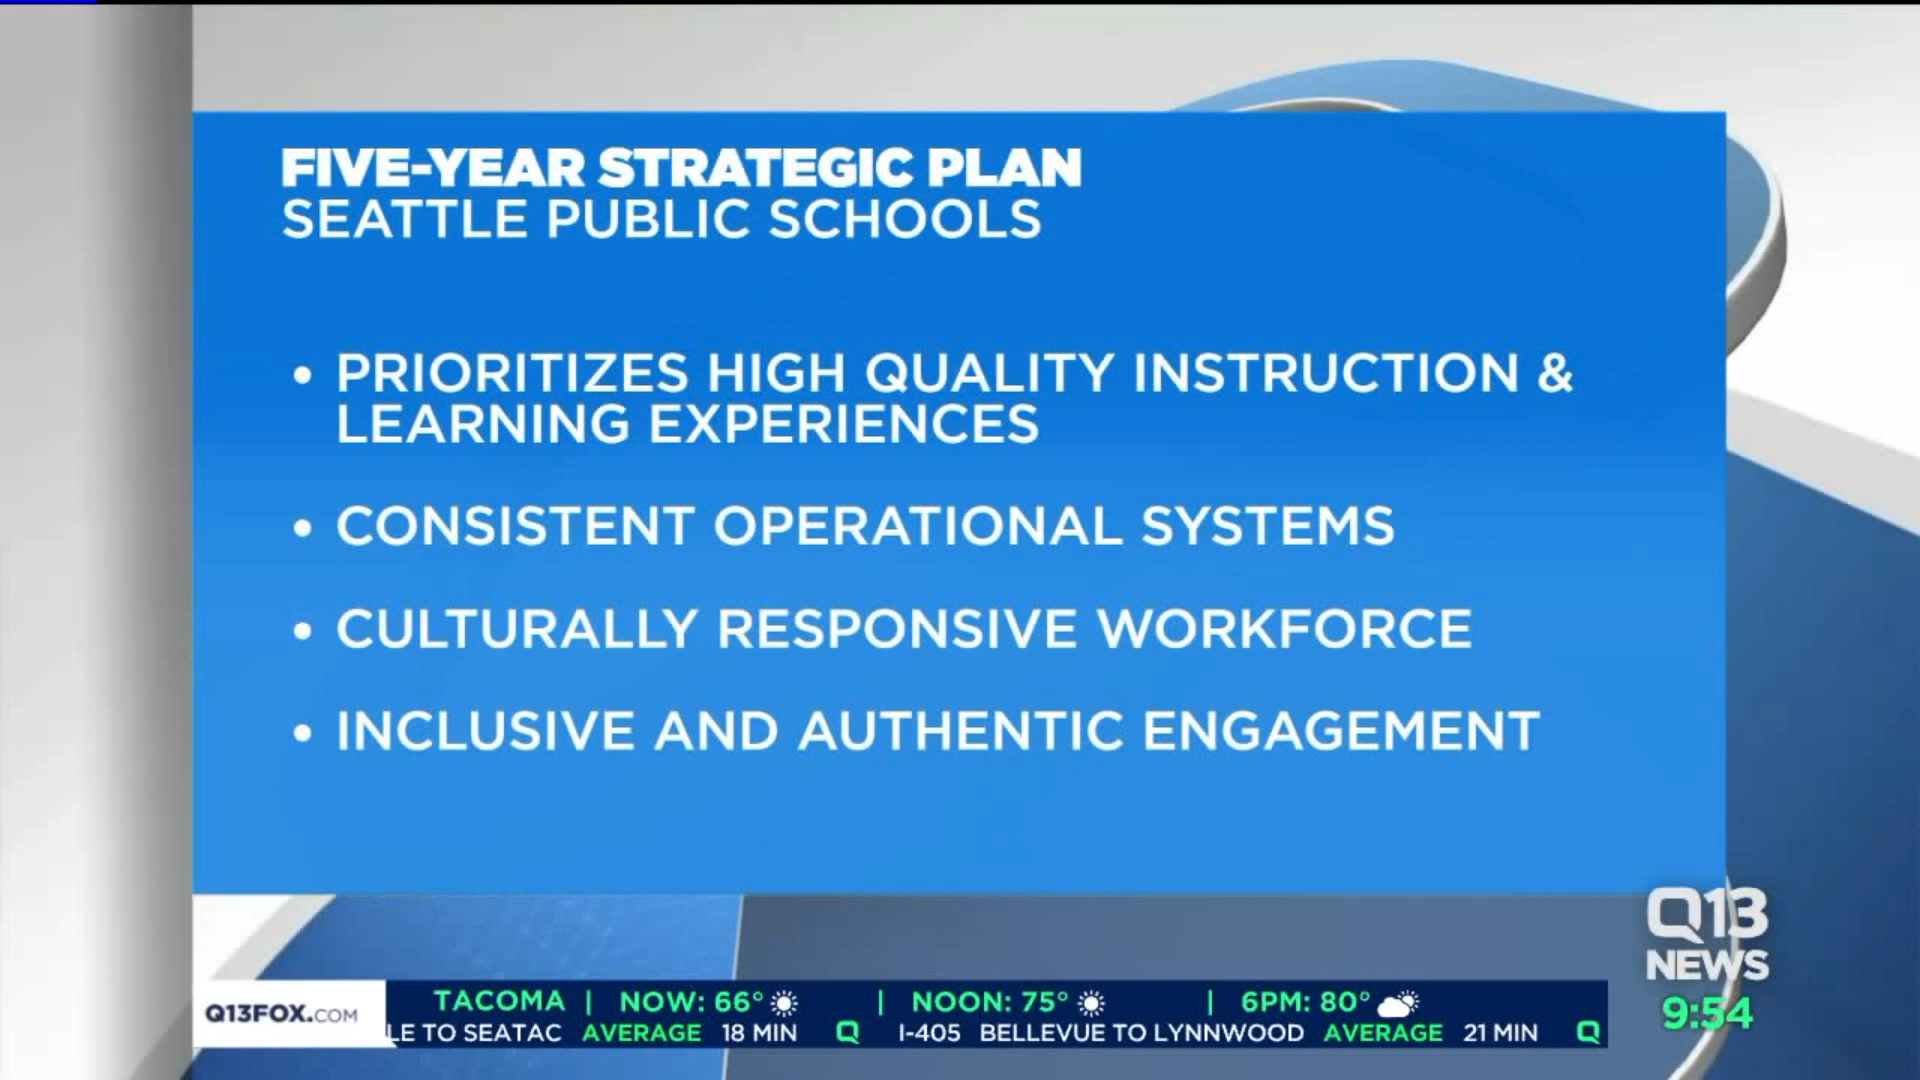 FIVE-YEAR STRATEGIC PLAN
SEATTLE PUBLIC SCHOOLS
• PRIORITIZES HIGH QUALITY INSTRUCTION &
LEARNING EXPERIENCES
• CONSISTENT OPERATIONAL SYSTEMS
• CULTURALLY RESPONSIVE WORKFORCE
• INCLUSIVE AND AUTHENTIC ENGAGEMENT
Q13
NEWS
9:54
Q13FOX.COM
TACOMA | NOW: 66° | NOON: 75° | 6PM: 80°
LE TO SEATAC AVERAGE 18 MIN Q I-405 BELLEVUE TO LYNNWOOD AVERAGE 21 MIN Q